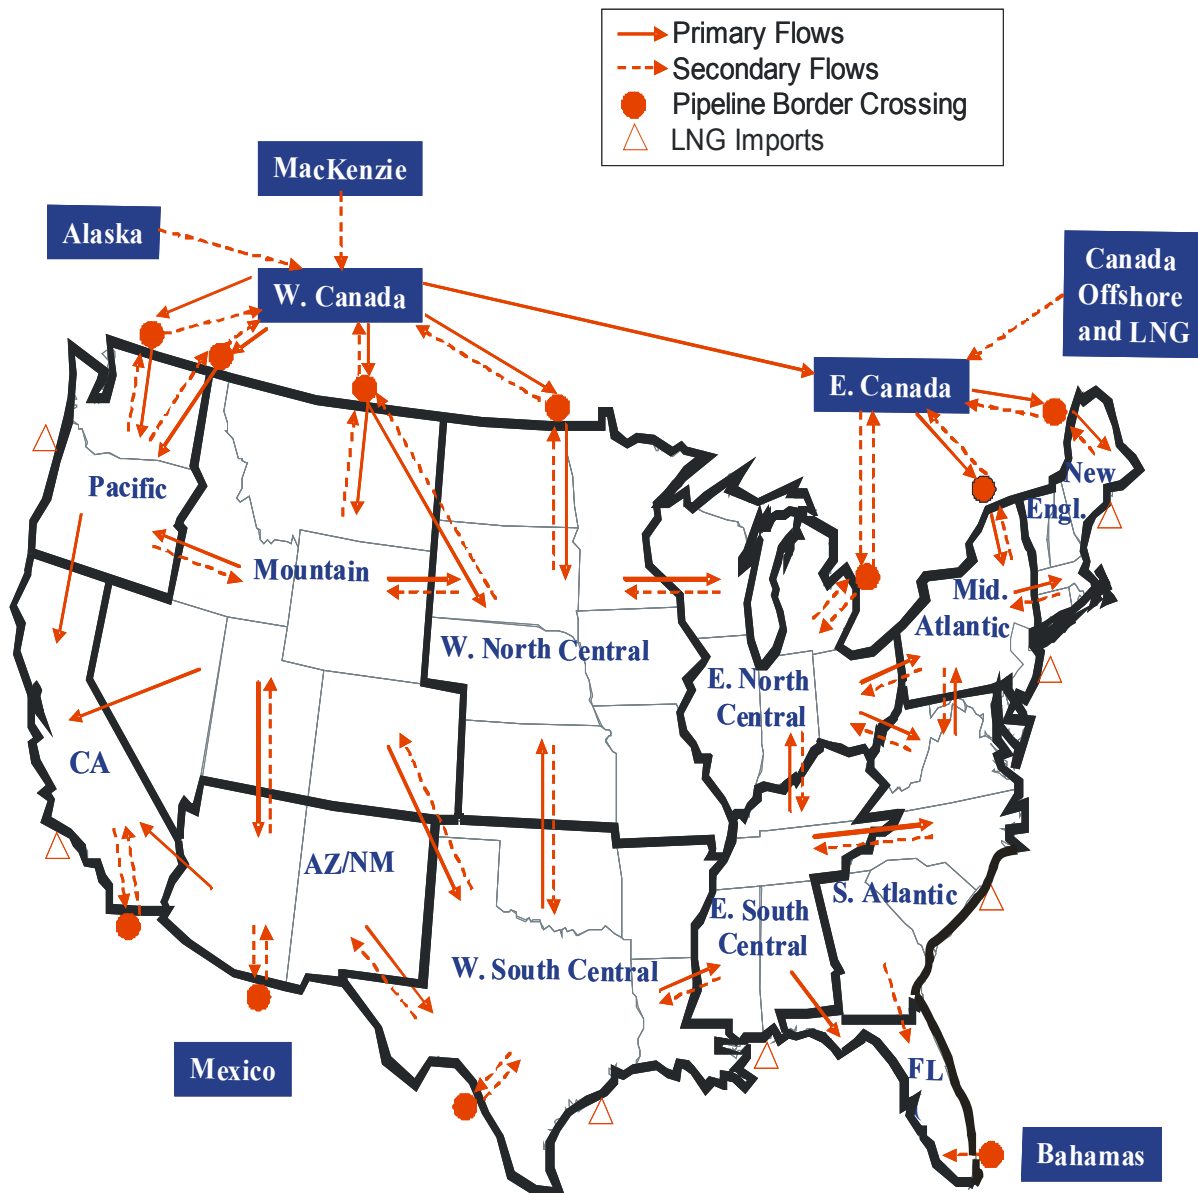 Primary Flows
Secondary Flows
Pipeline Border Crossing
LNG Imports
MacKenzie
Alaska
W. Canada
Canada
Offshore
and LNG
E. Canada
New
Engl.
Pacific
Mountain
Mid.
Atlantic
W. North Central
E. North
Central
CA
AZ/NM
S. Atlantic
E. South
Central
W. South Central
FL
Mexico
Bahamas